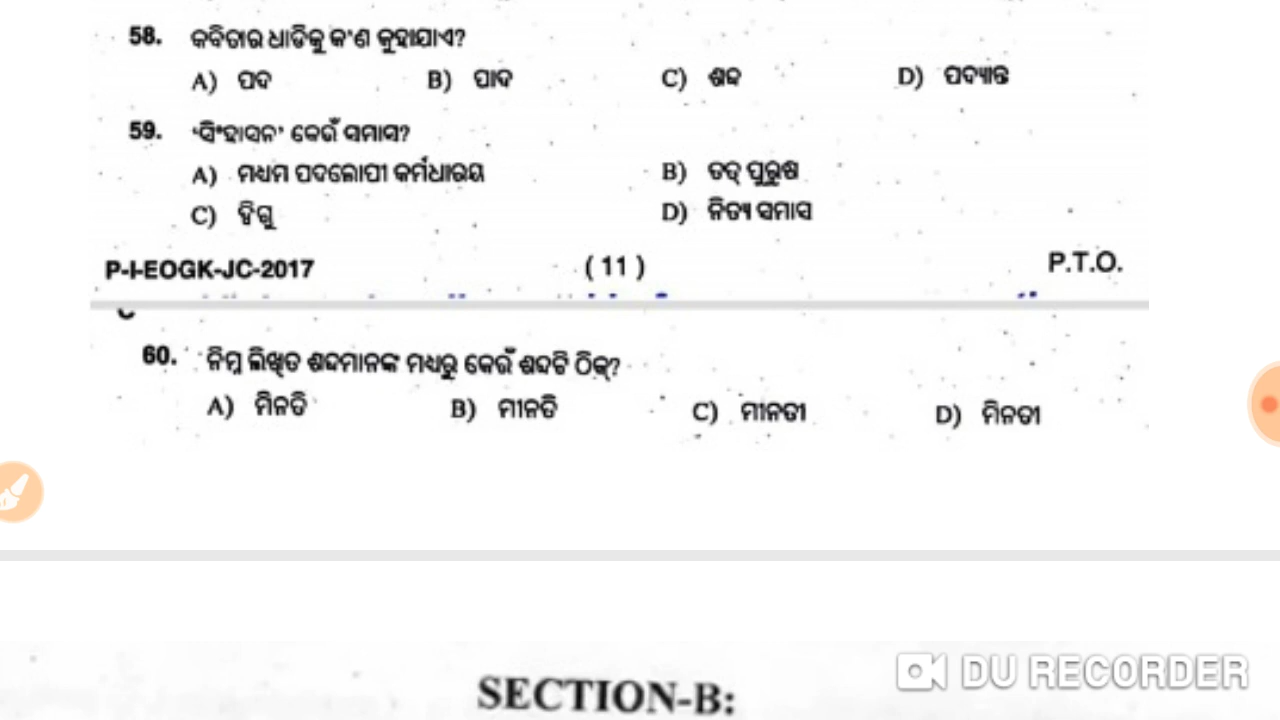 58. କବିତାର ଧାଡିକୁ କ'ଣ କୁହାଯାଏ?
A) ପଦ B) ପାଦ C) ଶବ୍ଦ D) ପଦ୍ୟାନ୍ତ
59. 'ସିଂହାସନ' କେଉଁ ସମାସ?
A) ମଧ୍ୟମ ପଦଲୋପୀ କର୍ମଧାରୟ B) ତତ୍ ପୁରୁଷ
C) ଦ୍ଵିଗୁ D) ନିତ୍ୟ ସମାସ
P-I-EOGK-JC-2017 ( 11 ) P.T.O.
60. ନିମ୍ନ ଲିଖିତ ଶବ୍ଦମାନଙ୍କ ମଧ୍ୟରୁ କେଉଁ ଶବ୍ଦଟି ଠିକ୍?
A) ମିନତି B) ମୀନତି C) ମୀନତୀ D) ମିନତୀ
DU RECORDER
SECTION-B: